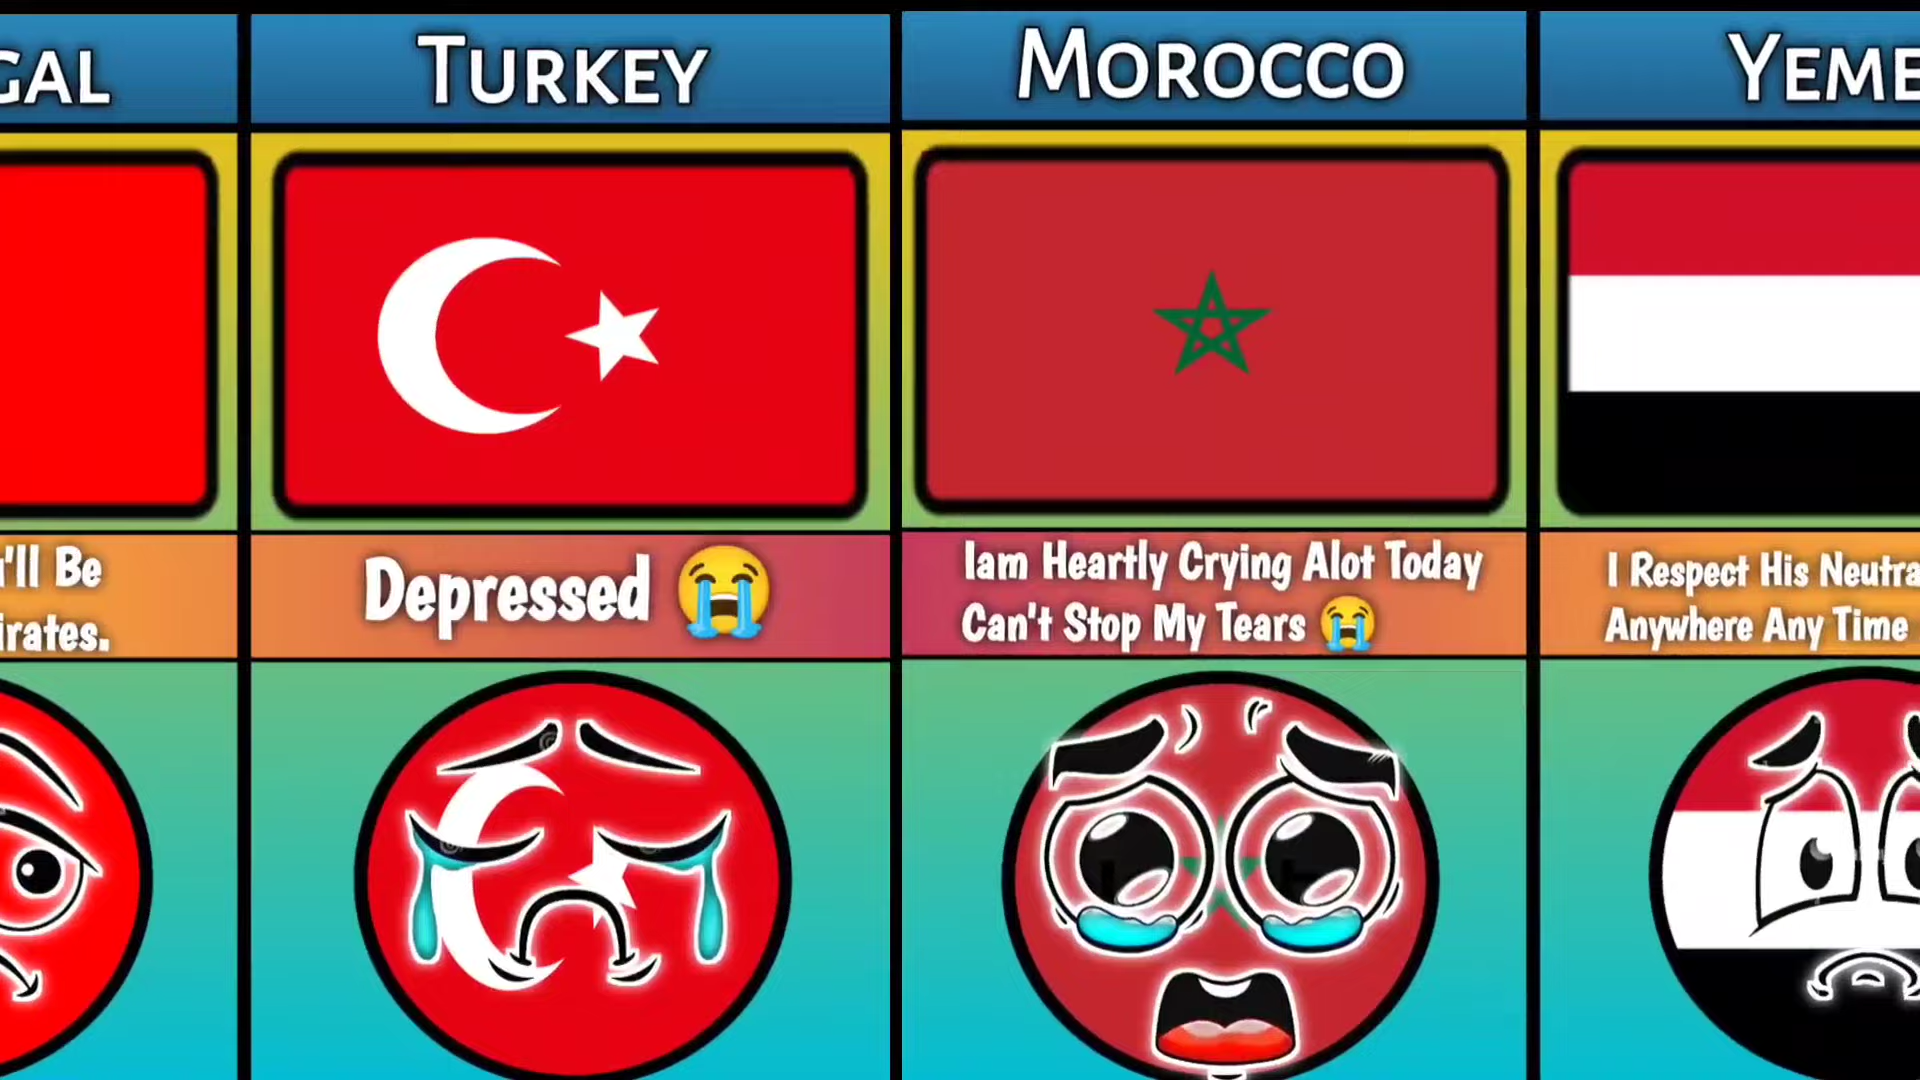 GAL
TURKEY
MOROCCO
YEME
'll Be
irates.
Depressed 😭
Iam Heartly Crying Alot Today
Can't Stop My Tears 😭
I Respect His Neutra
Anywhere Any Time